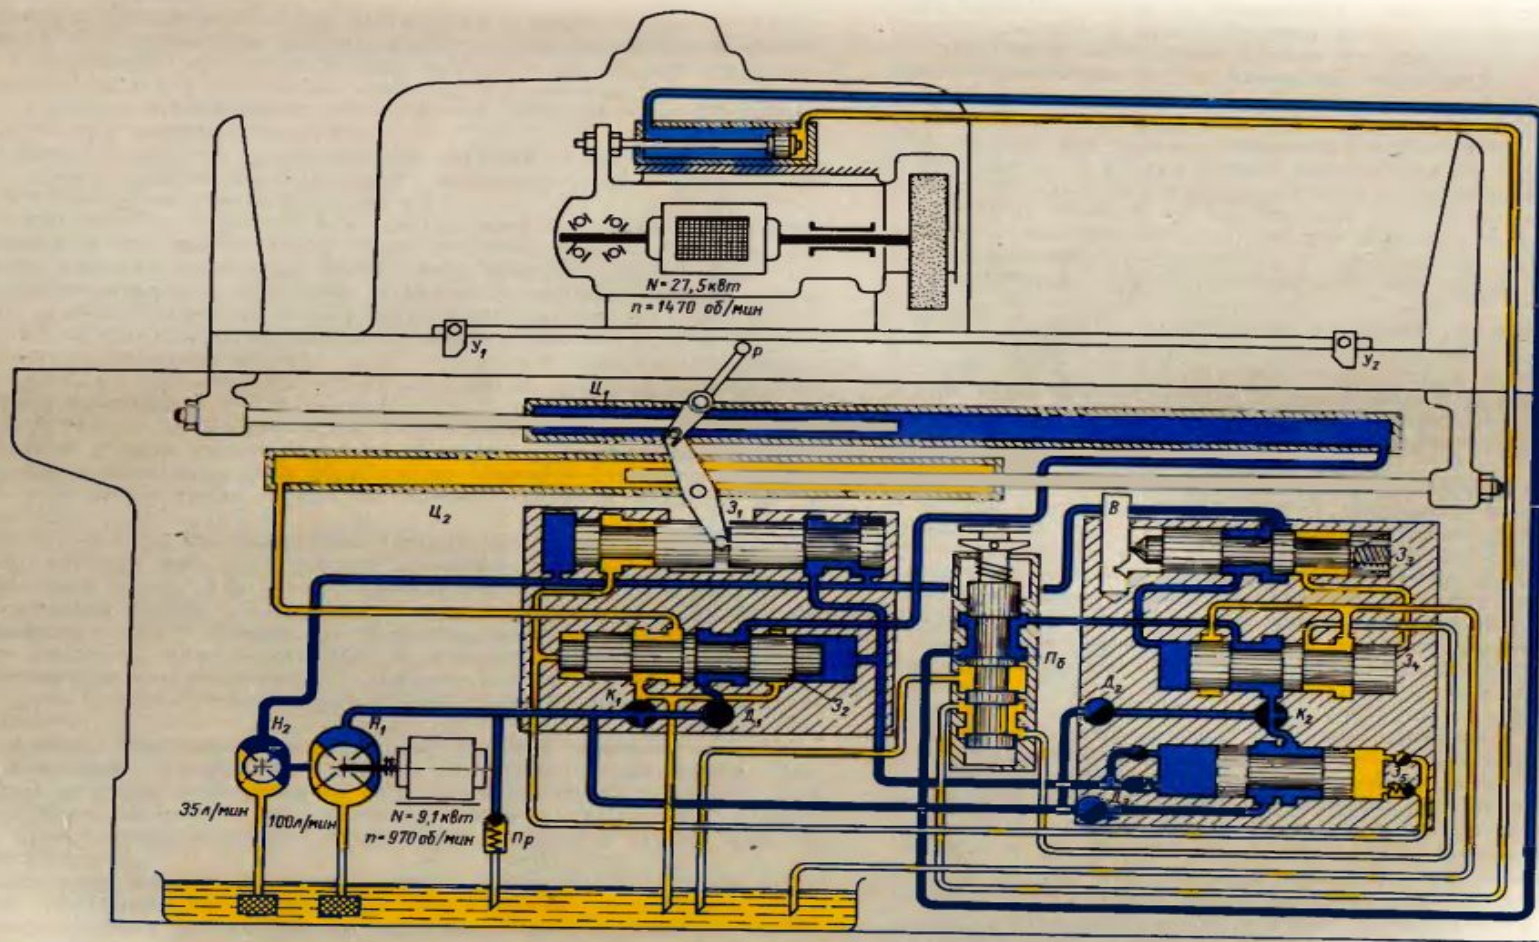 N=27,5 квт
n=1470 об/мин
У₁
У₂
Р
Ц₁
Ц₂
З₁
В
З₃
К₁
Д₁
З₂
Пб
З₄
Д₂
К₂
Н₂
Н₁
35 л/мин
100 л/мин
N=9,1 квт
n=970 об/мин
Пр
Д₃
З₅